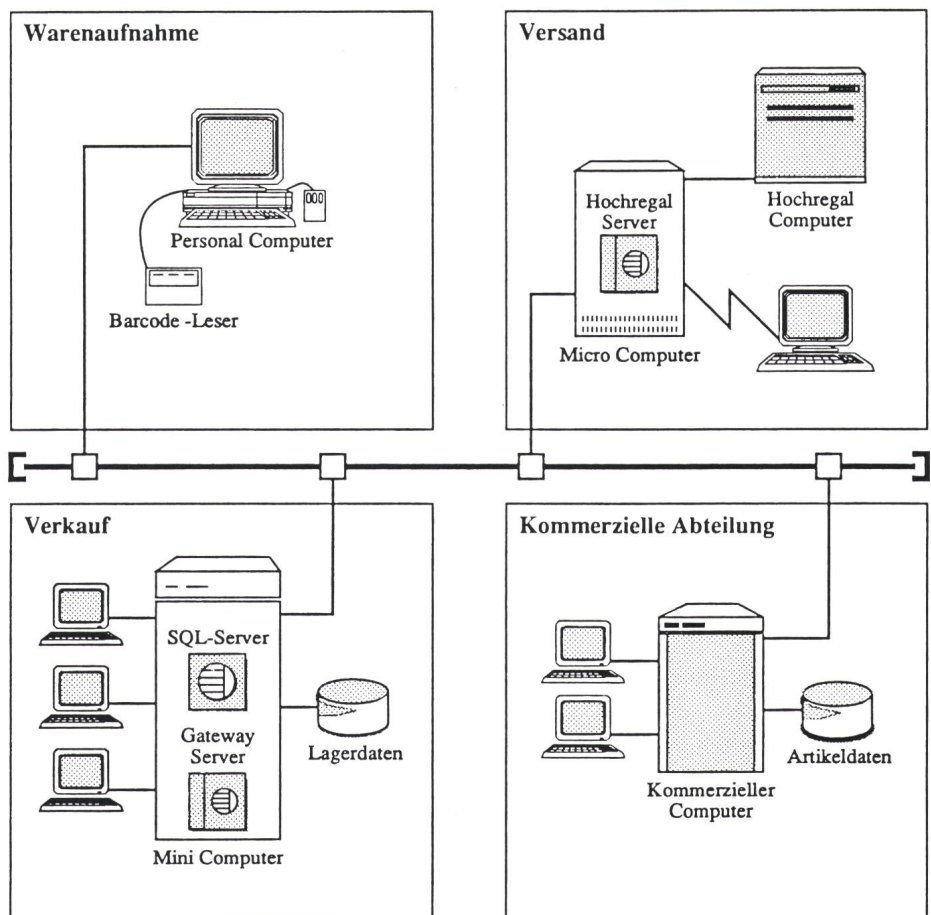 Warenaufnahme
Personal Computer
Barcode -Leser
Versand
Hochregal
Computer
Hochregal
Server
Micro Computer
Verkauf
SQL-Server
Gateway
Server
Lagerdaten
Mini Computer
Kommerzielle Abteilung
Artikeldaten
Kommerzieller
Computer